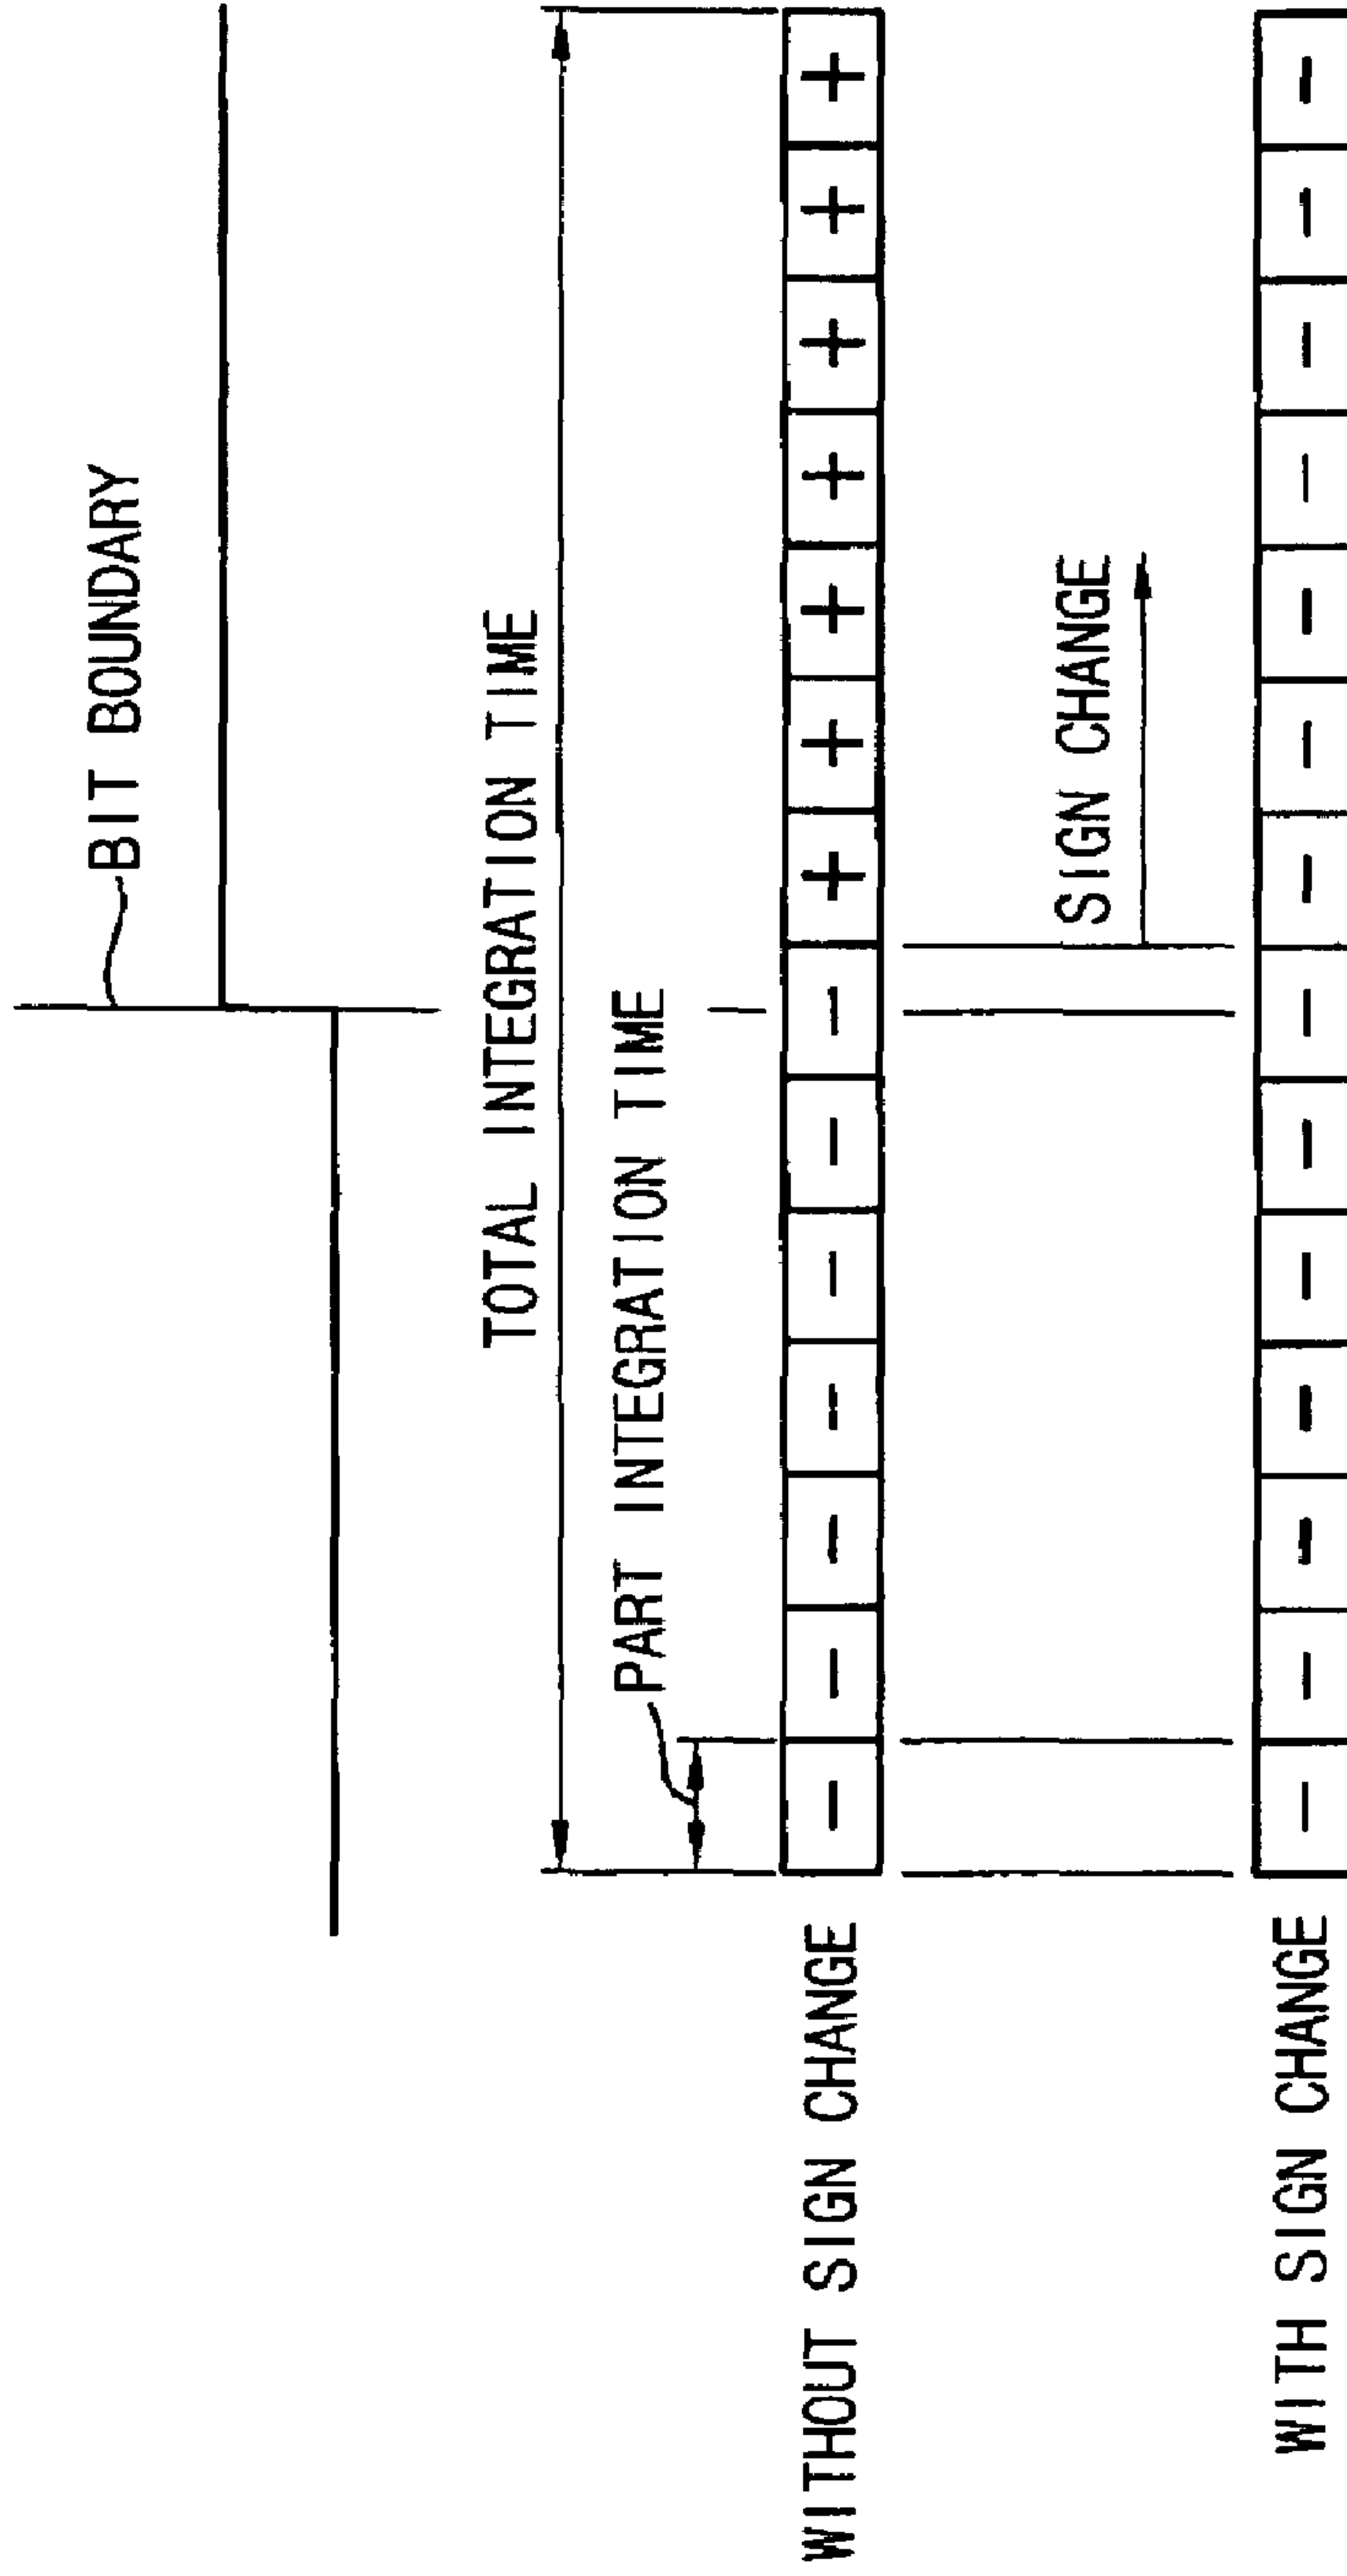 BIT BOUNDARY
TOTAL INTEGRATION TIME
PART INTEGRATION TIME
WITHOUT SIGN CHANGE - - - - - - - + + + + + + +
SIGN CHANGE
WITH SIGN CHANGE - - - - - - - - - - - - - -